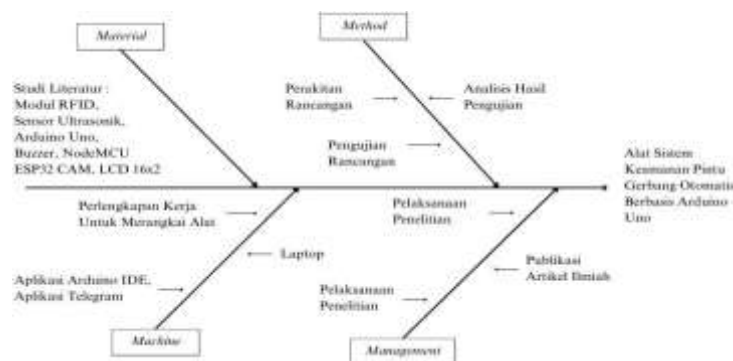 Material
Method
Studi Literatur :
Modul RFID,
Sensor Ultrasonik,
Arduino Uno,
Buzzer, NodeMCU
ESP32 CAM, LCD 16x2
Perakitan
Rancangan
Analisis Hasil
Pengujian
Pengujian
Rancangan
Alat Sistem
Keamanan Pintu
Gerbang Otomatis
Berbasis Arduino
Uno
Perlengkapan Kerja
Untuk Merangkai Alat
Laptop
Aplikasi Arduino IDE,
Aplikasi Telegram
Pelaksanaan
Penelitian
Publikasi
Artikel Ilmiah
Pelaksanaan
Penelitian
Machine
Management